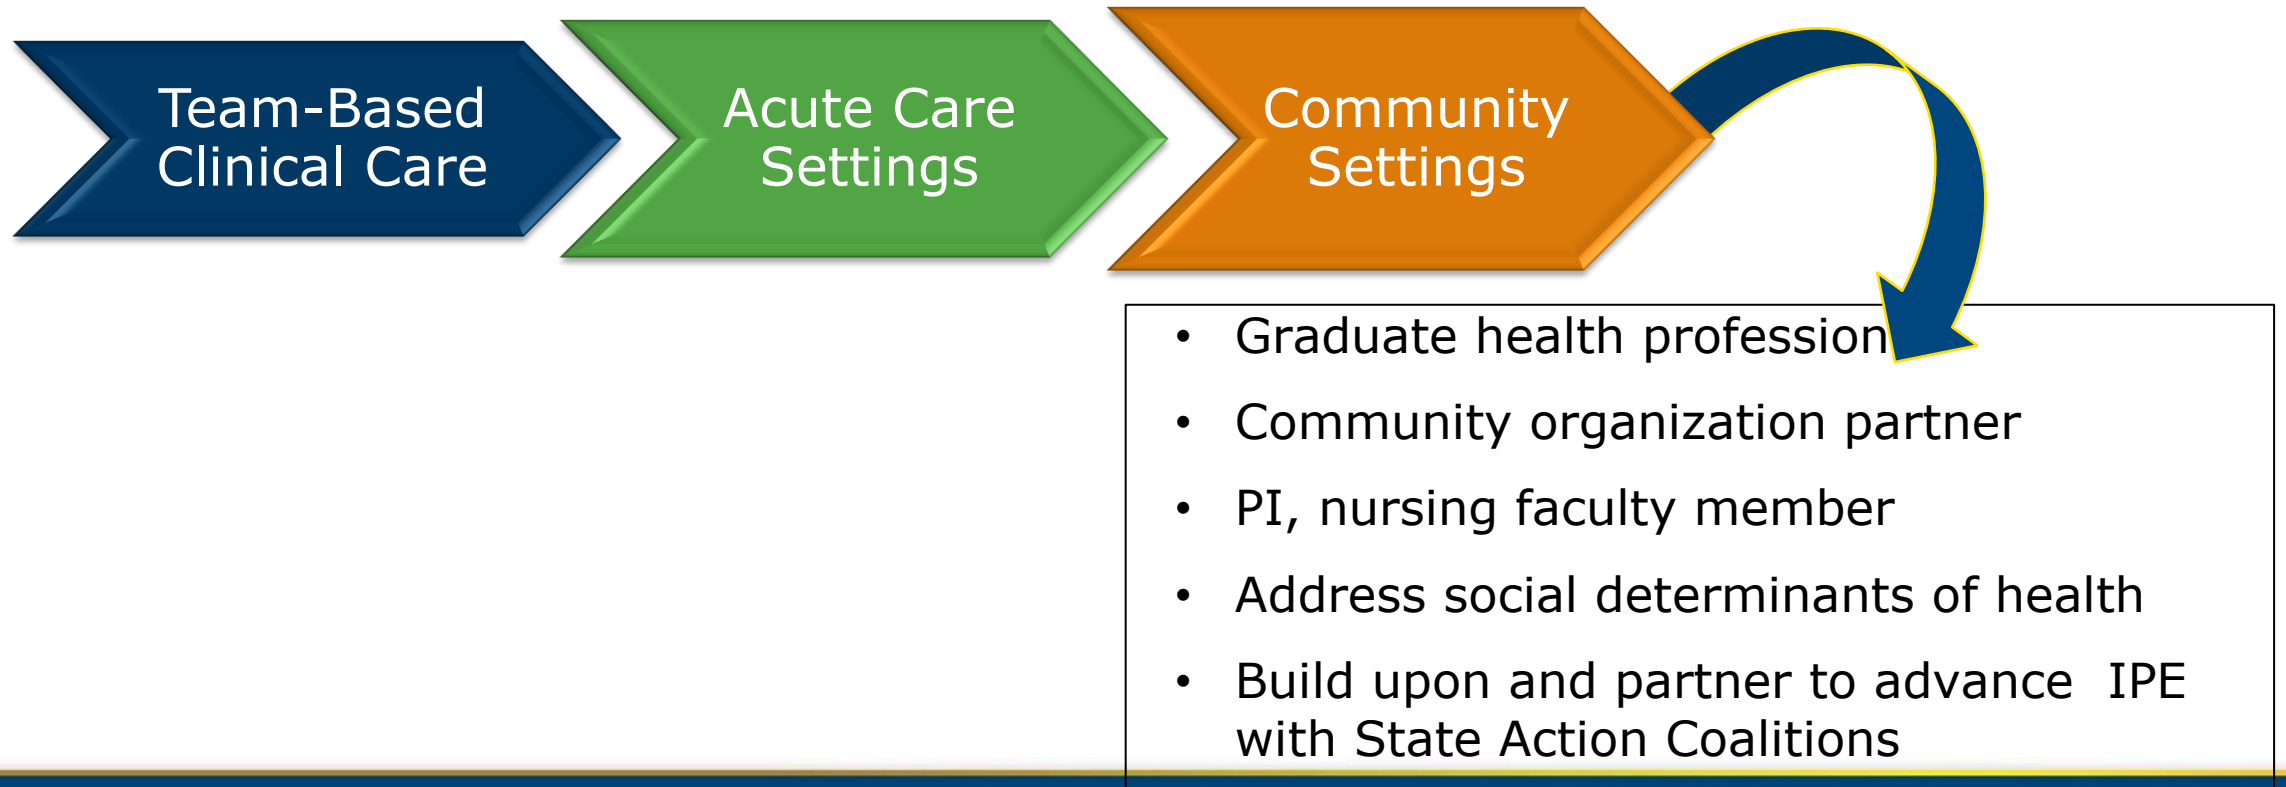 Team-Based
Clinical Care
Acute Care
Settings
Community
Settings
• Graduate health profession
• Community organization partner
• PI, nursing faculty member
• Address social determinants of health
• Build upon and partner to advance  IPE
with State Action Coalitions